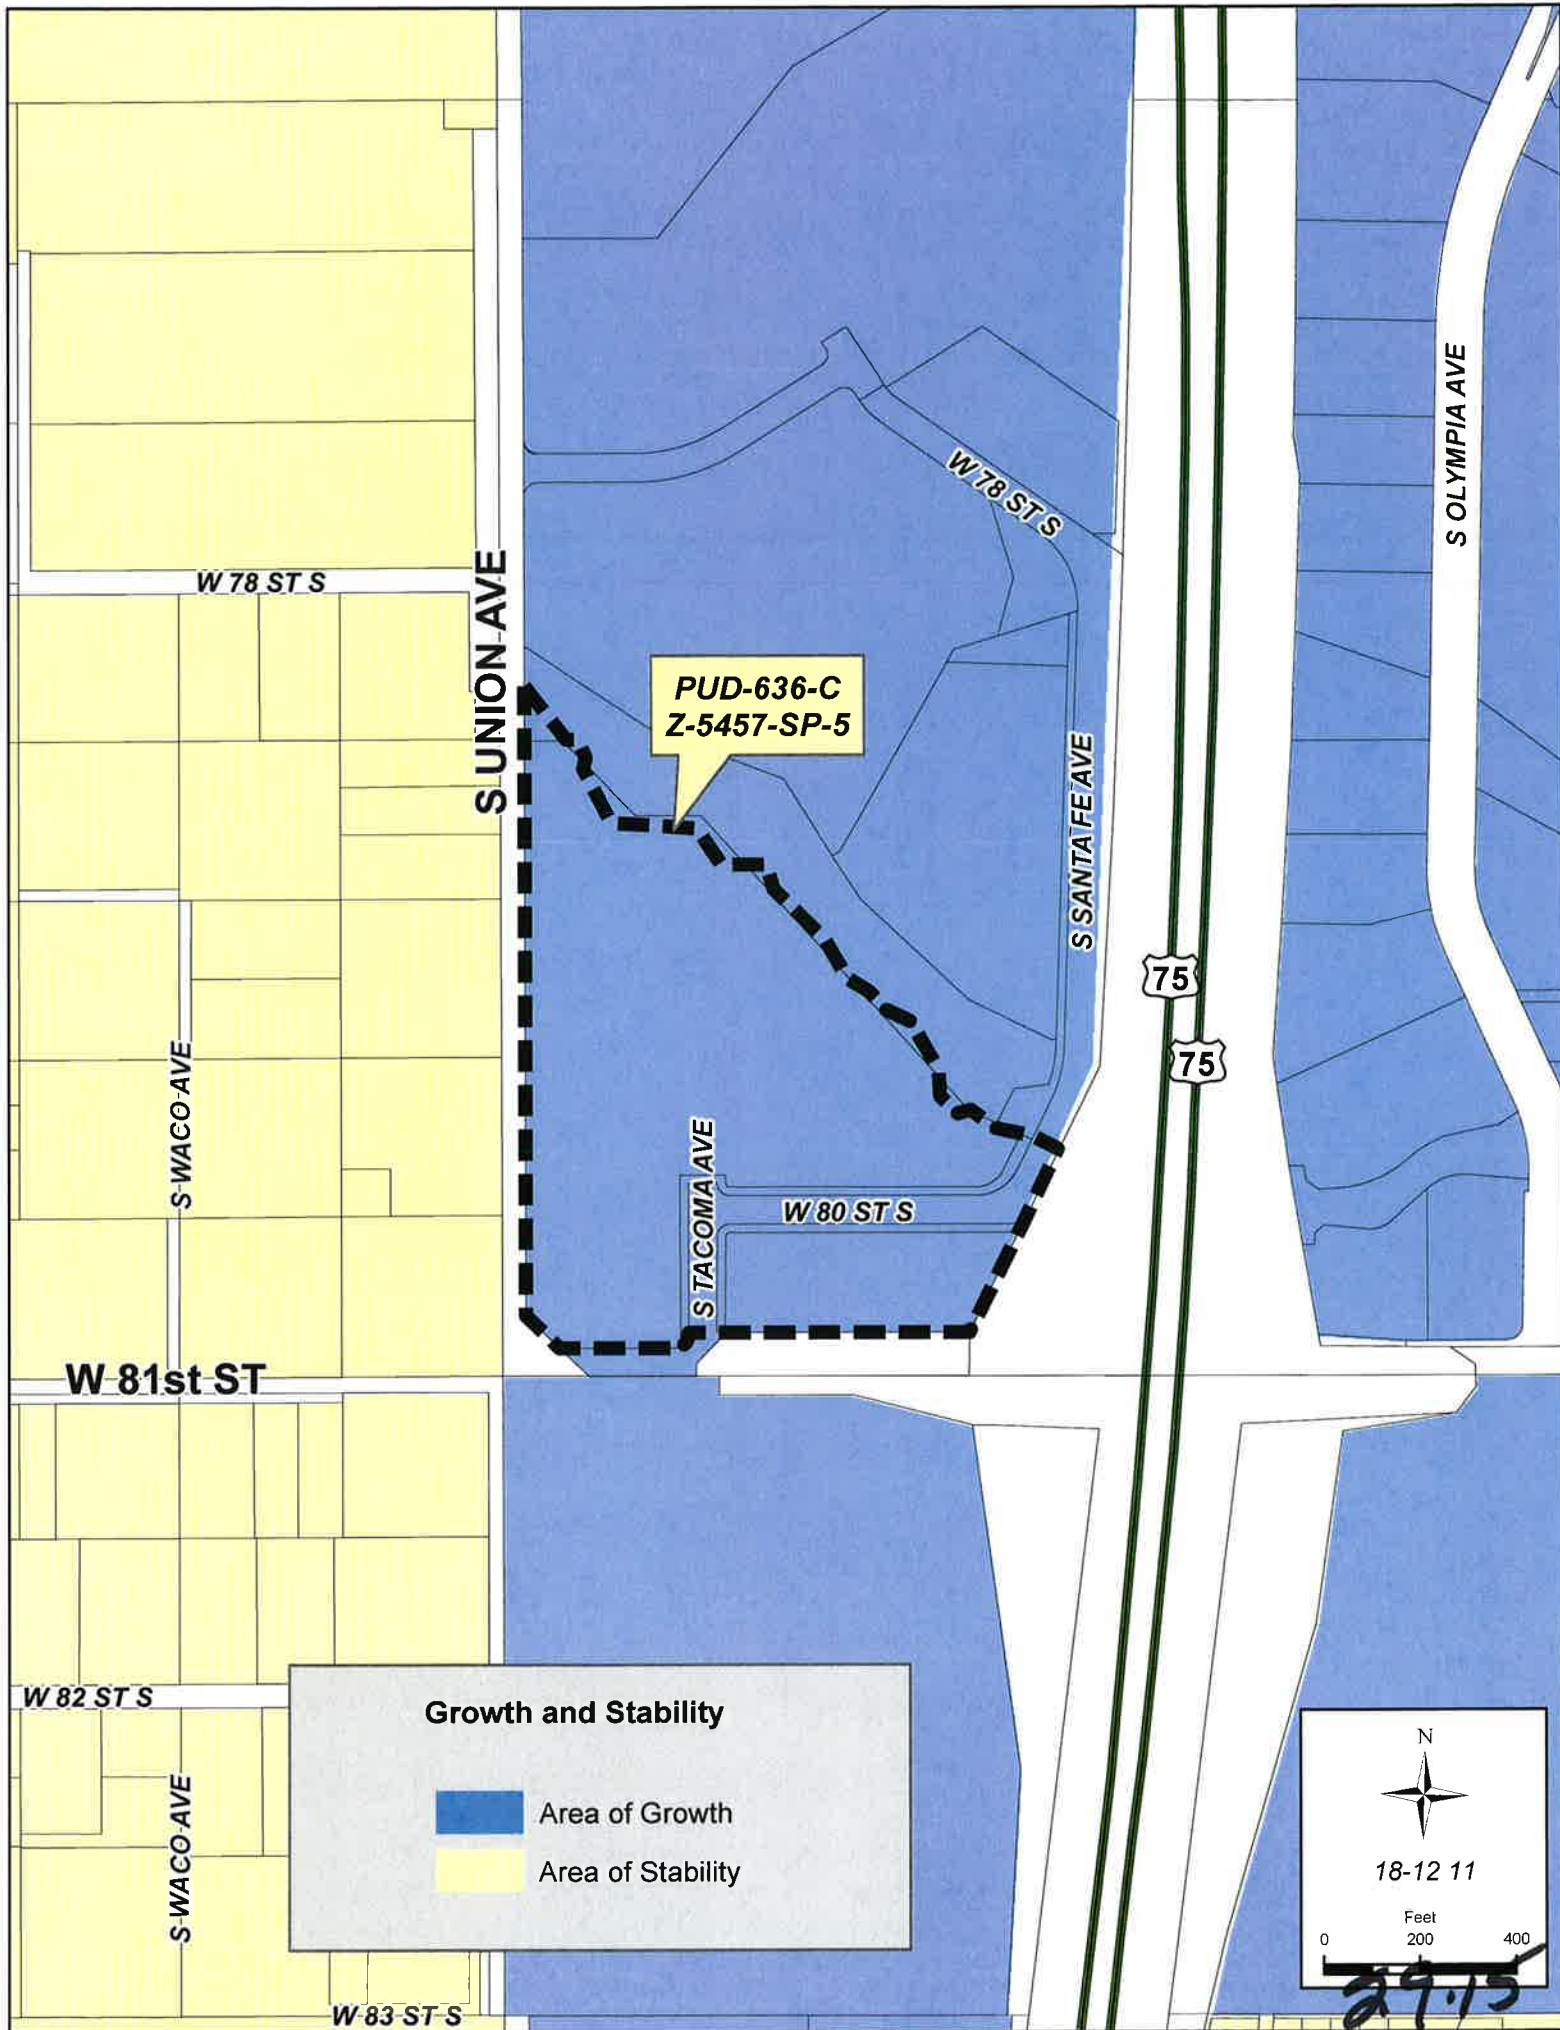 W 78 ST S
S OLYMPIA AVE
W 78 ST S
S UNION AVE
PUD-636-C
Z-5457-SP-5
S SANTA FE AVE
75
75
S WACO AVE
S TACOMA AVE
W 80 ST S
W 81st ST
W 82 ST S
Growth and Stability
Area of Growth
Area of Stability
S WACO AVE
N
18-12 11
Feet
0 200 400
29.15
W 83 ST S